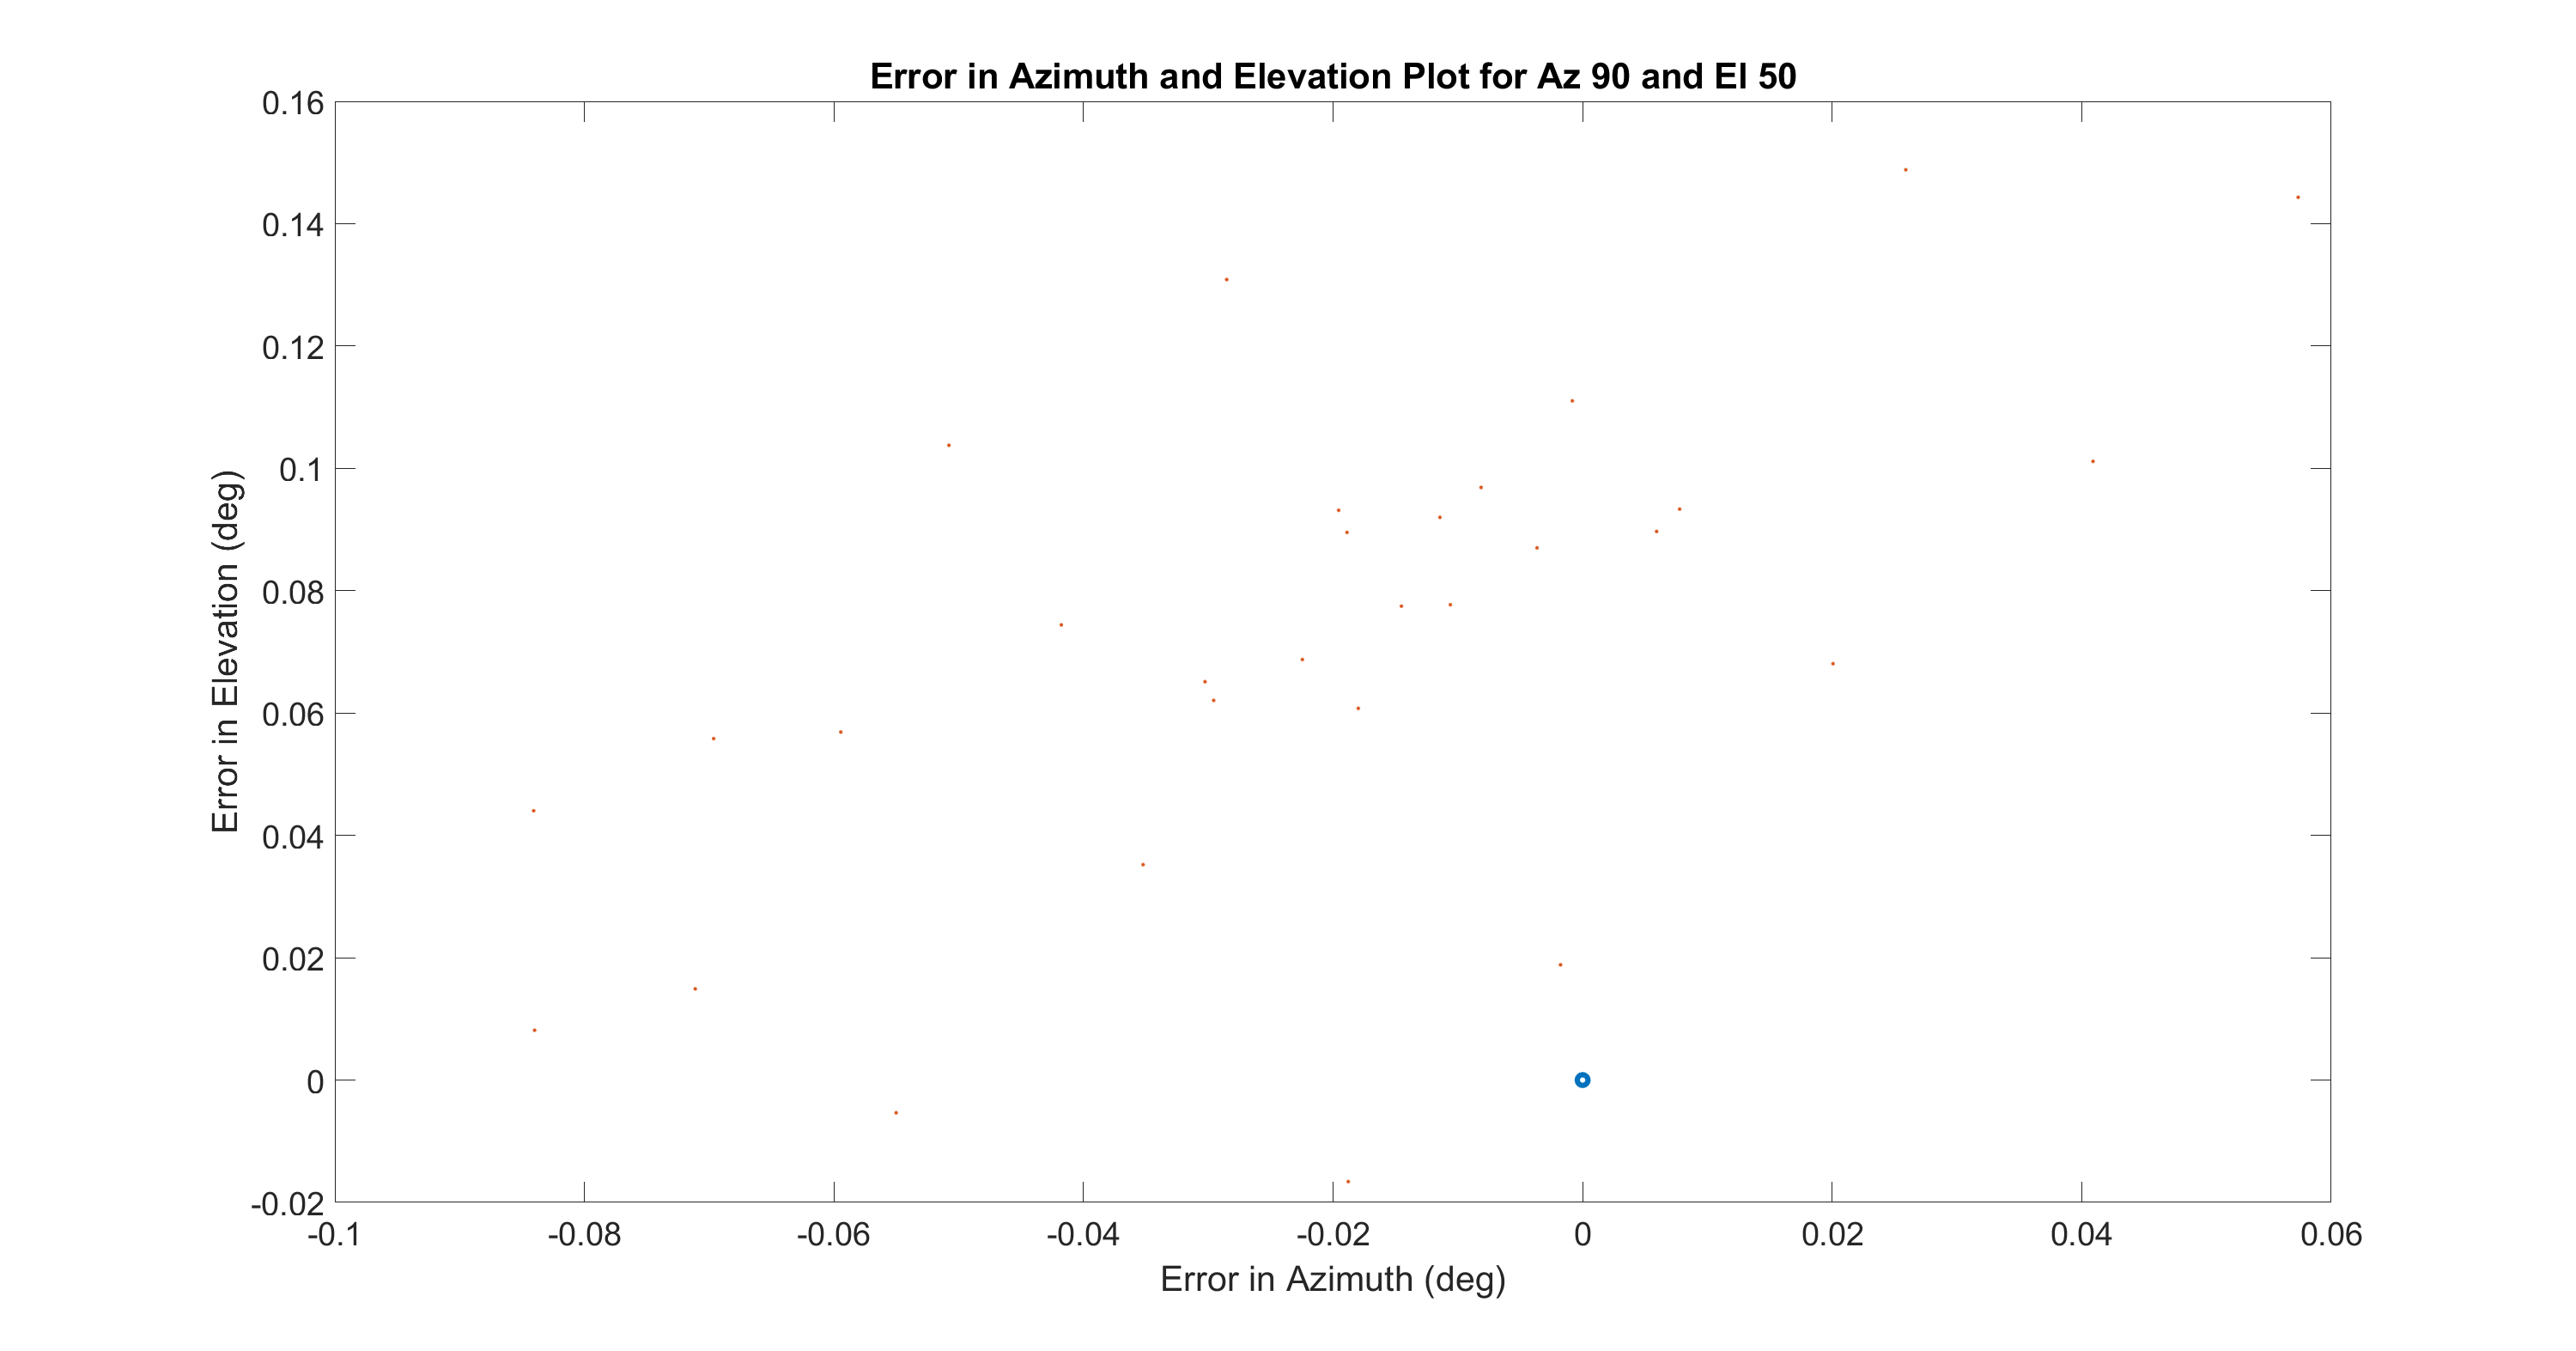 Error in Azimuth and Elevation Plot for Az 90 and El 50
0.16
0.14
0.12
0.1
0.08
0.06
0.04
0.02
0
-0.02
Error in Elevation (deg)
-0.1 -0.08 -0.06 -0.04 -0.02 0 0.02 0.04 0.06
Error in Azimuth (deg)